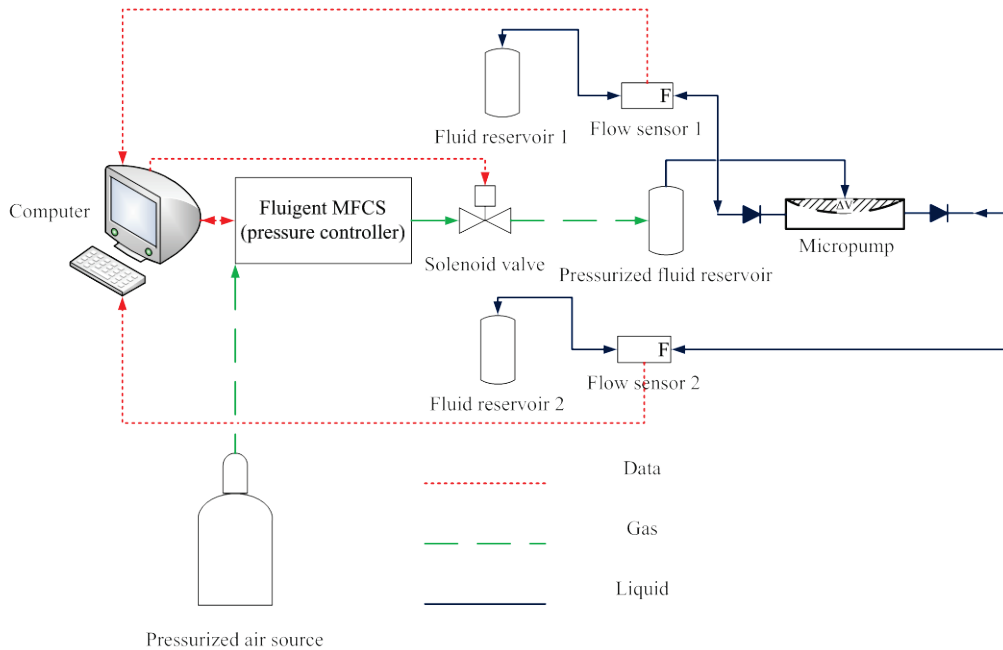 F
Fluid reservoir 1
Flow sensor 1
Computer
Fluigent MFCS
(pressure controller)
Solenoid valve
Pressurized fluid reservoir
ΔV
Micropump
F
Fluid reservoir 2
Flow sensor 2
Data
Gas
Liquid
Pressurized air source